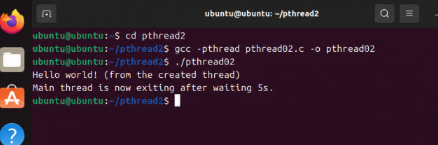 ubuntu@ubuntu: ~/pthread2
ubuntu@ubuntu:~$ cd pthread2
ubuntu@ubuntu:~/pthread2$ gcc -pthread pthread02.c -o pthread02
ubuntu@ubuntu:~/pthread2$ ./pthread02
Hello world! (from the created thread)
Main thread is now exiting after waiting 5s.
ubuntu@ubuntu:~/pthread2$